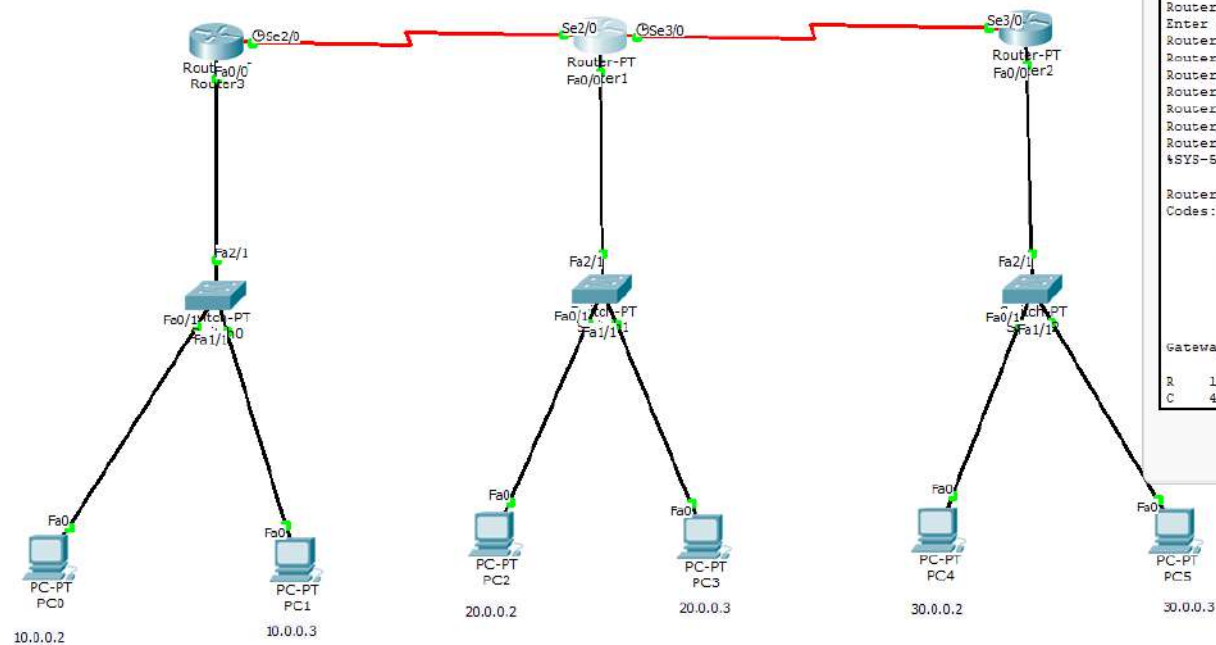 Se2/0
Se2/0
Se3/0
Se3/0
Router3
Fa0/0
Router-PT
Fa0/0
Router-PT
Fa0/0
Fa2/1
Fa2/1
Fa2/1
Fa0/1
Fa1/1
Fa0/1
Fa1/1
Fa0/1
Fa1/1
Fa0
Fa0
Fa0
Fa0
Fa0
Fa0
PC-PT
PC0
PC-PT
PC1
PC-PT
PC2
PC-PT
PC3
PC-PT
PC4
PC-PT
PC5
10.0.0.2
10.0.0.3
20.0.0.2
20.0.0.3
30.0.0.2
30.0.0.3
Router
Enter
Router
Router
Router
Router
Router
Router
Router
%SYS-5
Router
Codes:
Gatewa
R 1
C 4